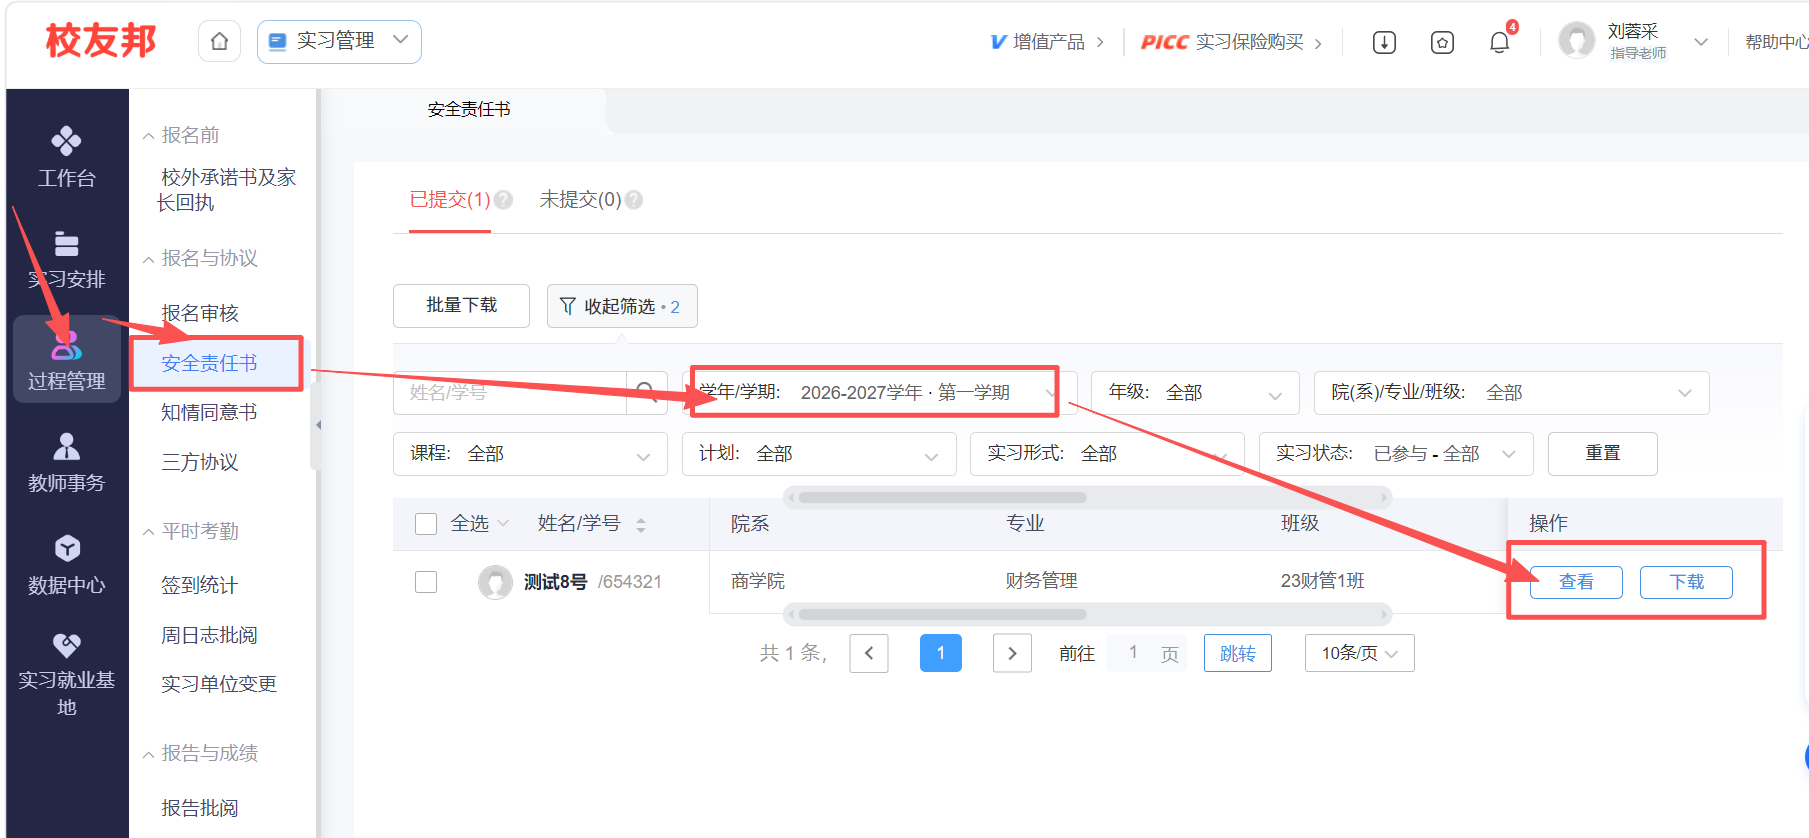 校友邦
实习管理
增值产品
PICC 实习保险购买
4
刘蓉采
指导老师
帮助中心
工作台
实习安排
过程管理
教师事务
数据中心
实习就业基
地
报名前
校外承诺书及家
长回执
报名与协议
报名审核
安全责任书
知情同意书
三方协议
平时考勤
签到统计
周日志批阅
实习单位变更
报告与成绩
报告批阅
安全责任书
已提交(1) ? 未提交(0) ?
批量下载 收起筛选 · 2
姓名/学号 学年/学期: 2026-2027学年 · 第一学期 年级: 全部 院(系)/专业/班级: 全部
课程: 全部 计划: 全部 实习形式: 全部 实习状态: 已参与 - 全部 重置
全选 姓名/学号 院系 专业 班级 操作
测试8号 /654321 商学院 财务管理 23财管1班 查看 下载
共 1 条, 1 前往 1 页 跳转 10条/页